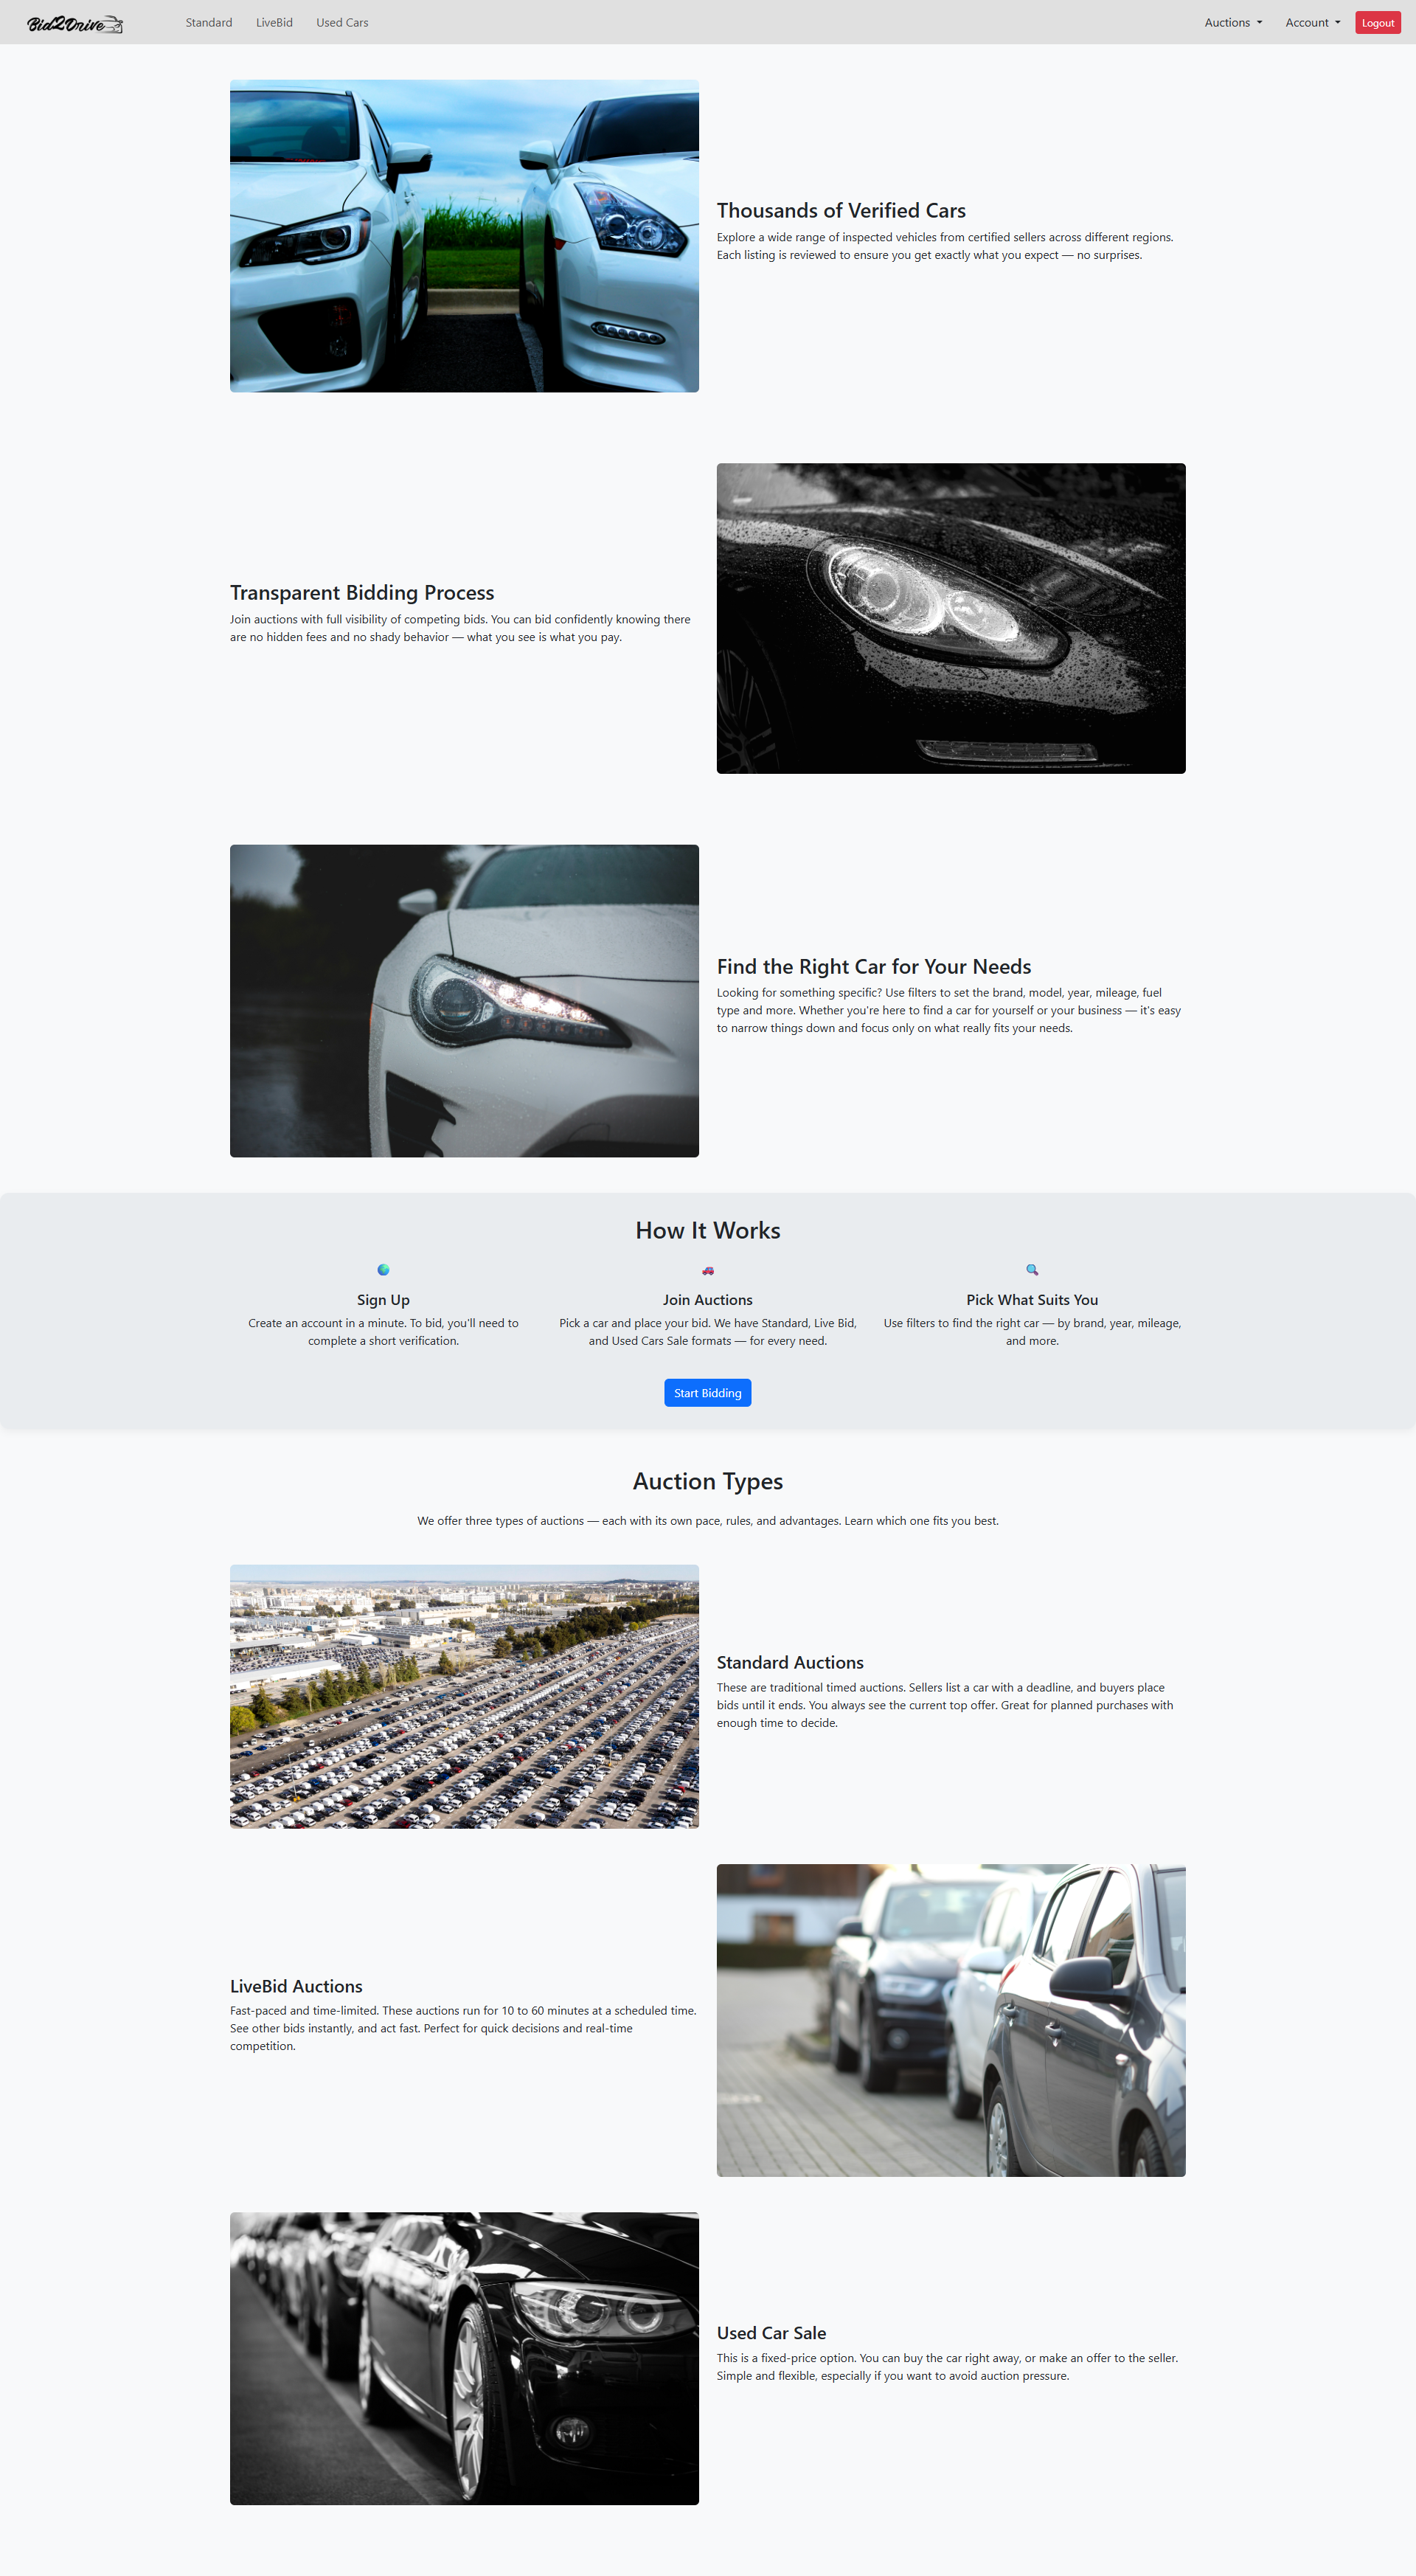 Bid2Drive
Standard
LiveBid
Used Cars
Auctions
Account
Logout
Thousands of Verified Cars
Explore a wide range of inspected vehicles from certified sellers across different regions.
Each listing is reviewed to ensure you get exactly what you expect — no surprises.
Transparent Bidding Process
Join auctions with full visibility of competing bids. You can bid confidently knowing there
are no hidden fees and no shady behavior — what you see is what you pay.
Find the Right Car for Your Needs
Looking for something specific? Use filters to set the brand, model, year, mileage, fuel
type and more. Whether you're here to find a car for yourself or your business — it's easy
to narrow things down and focus only on what really fits your needs.
How It Works
Sign Up
Create an account in a minute. To bid, you'll need to
complete a short verification.
Join Auctions
Pick a car and place your bid. We have Standard, Live Bid,
and Used Cars Sale formats — for every need.
Pick What Suits You
Use filters to find the right car — by brand, year, mileage,
and more.
Start Bidding
Auction Types
We offer three types of auctions — each with its own pace, rules, and advantages. Learn which one fits you best.
Standard Auctions
These are traditional timed auctions. Sellers list a car with a deadline, and buyers place
bids until it ends. You always see the current top offer. Great for planned purchases with
enough time to decide.
LiveBid Auctions
Fast-paced and time-limited. These auctions run for 10 to 60 minutes at a scheduled time.
See other bids instantly, and act fast. Perfect for quick decisions and real-time
competition.
Used Car Sale
This is a fixed-price option. You can buy the car right away, or make an offer to the seller.
Simple and flexible, especially if you want to avoid auction pressure.